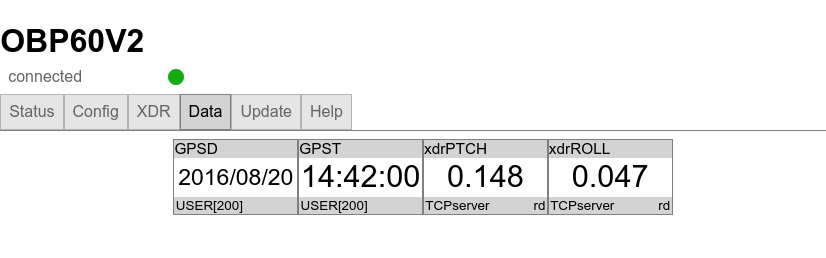 OBP60V2
connected
Status Config XDR Data Update Help
GPSD GPST xdrPTCH xdrROLL
2016/08/20 14:42:00 0.148 0.047
USER[200] USER[200] TCPserver rd TCPserver rd